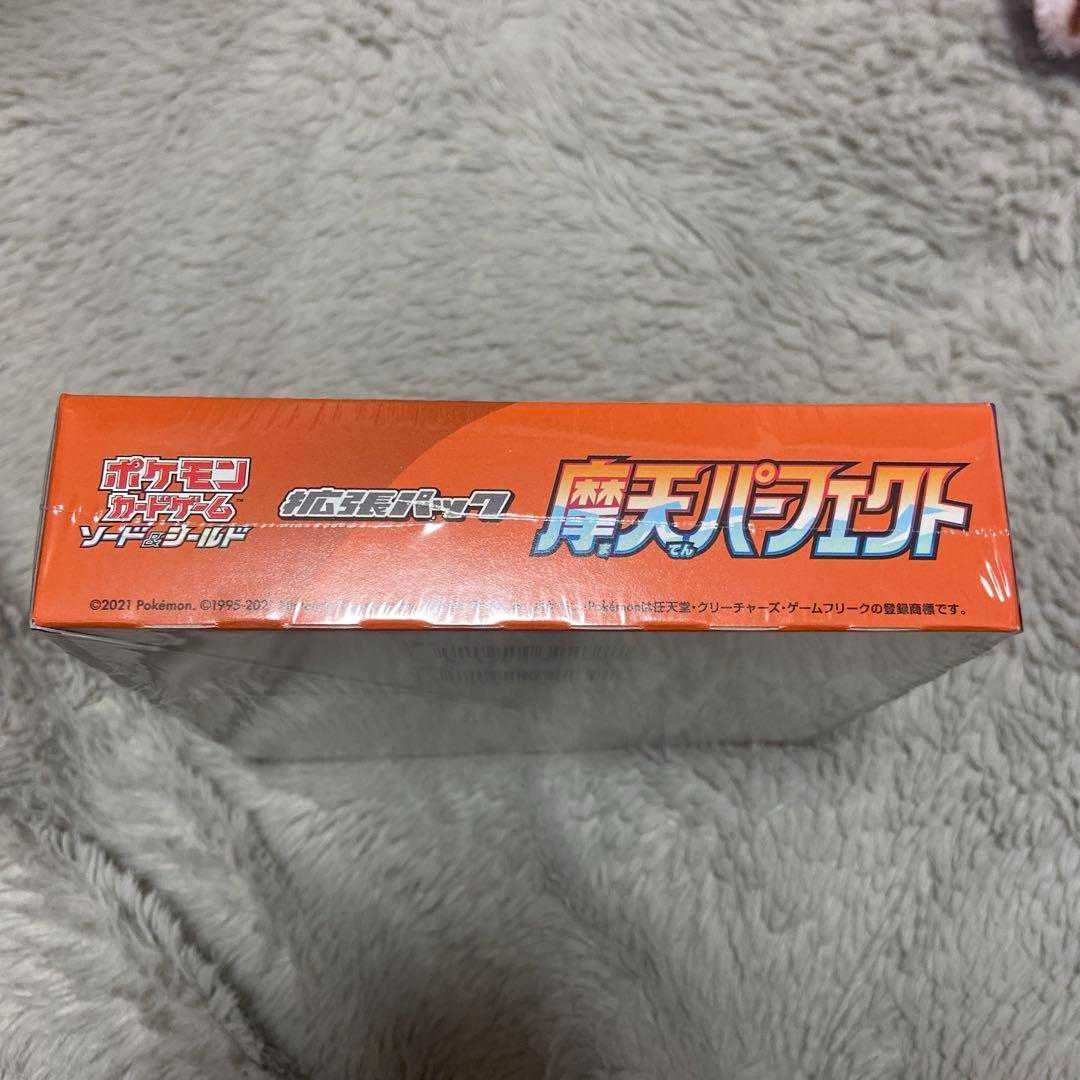 ポケモン
カードゲーム
ソード&シールド
拡張パック
摩天パーフェクト
ま てん
©2021 Pokémon. ©1995-202 Pokémonは任天堂・クリーチャーズ・ゲームフリークの登録商標です。